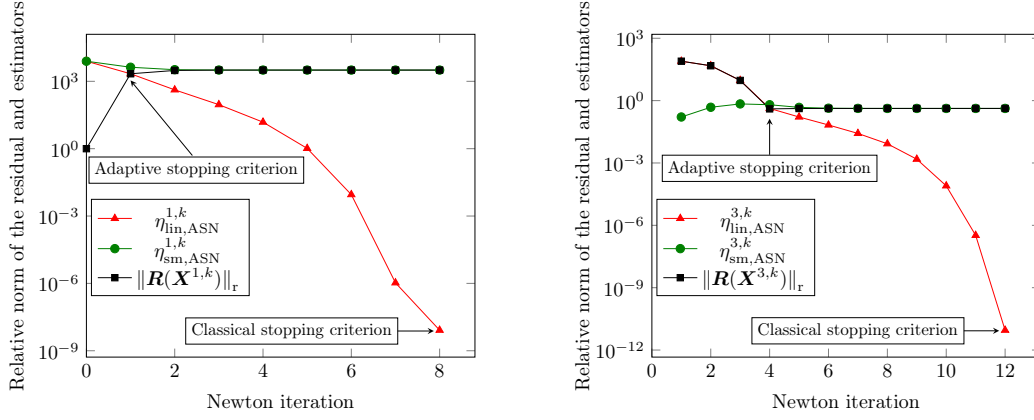 Relative norm of the residual and estimators
10^3
10^0
10^−3
10^−6
10^−9
0 2 4 6 8
Newton iteration
Adaptive stopping criterion
η_{lin,ASN}^{1,k}
η_{sm,ASN}^{1,k}
‖R(X^{1,k})‖_r
Classical stopping criterion
Relative norm of the residual and estimators
10^3
10^0
10^−3
10^−6
10^−9
10^−12
0 2 4 6 8 10 12
Newton iteration
Adaptive stopping criterion
η_{lin,ASN}^{3,k}
η_{sm,ASN}^{3,k}
‖R(X^{3,k})‖_r
Classical stopping criterion